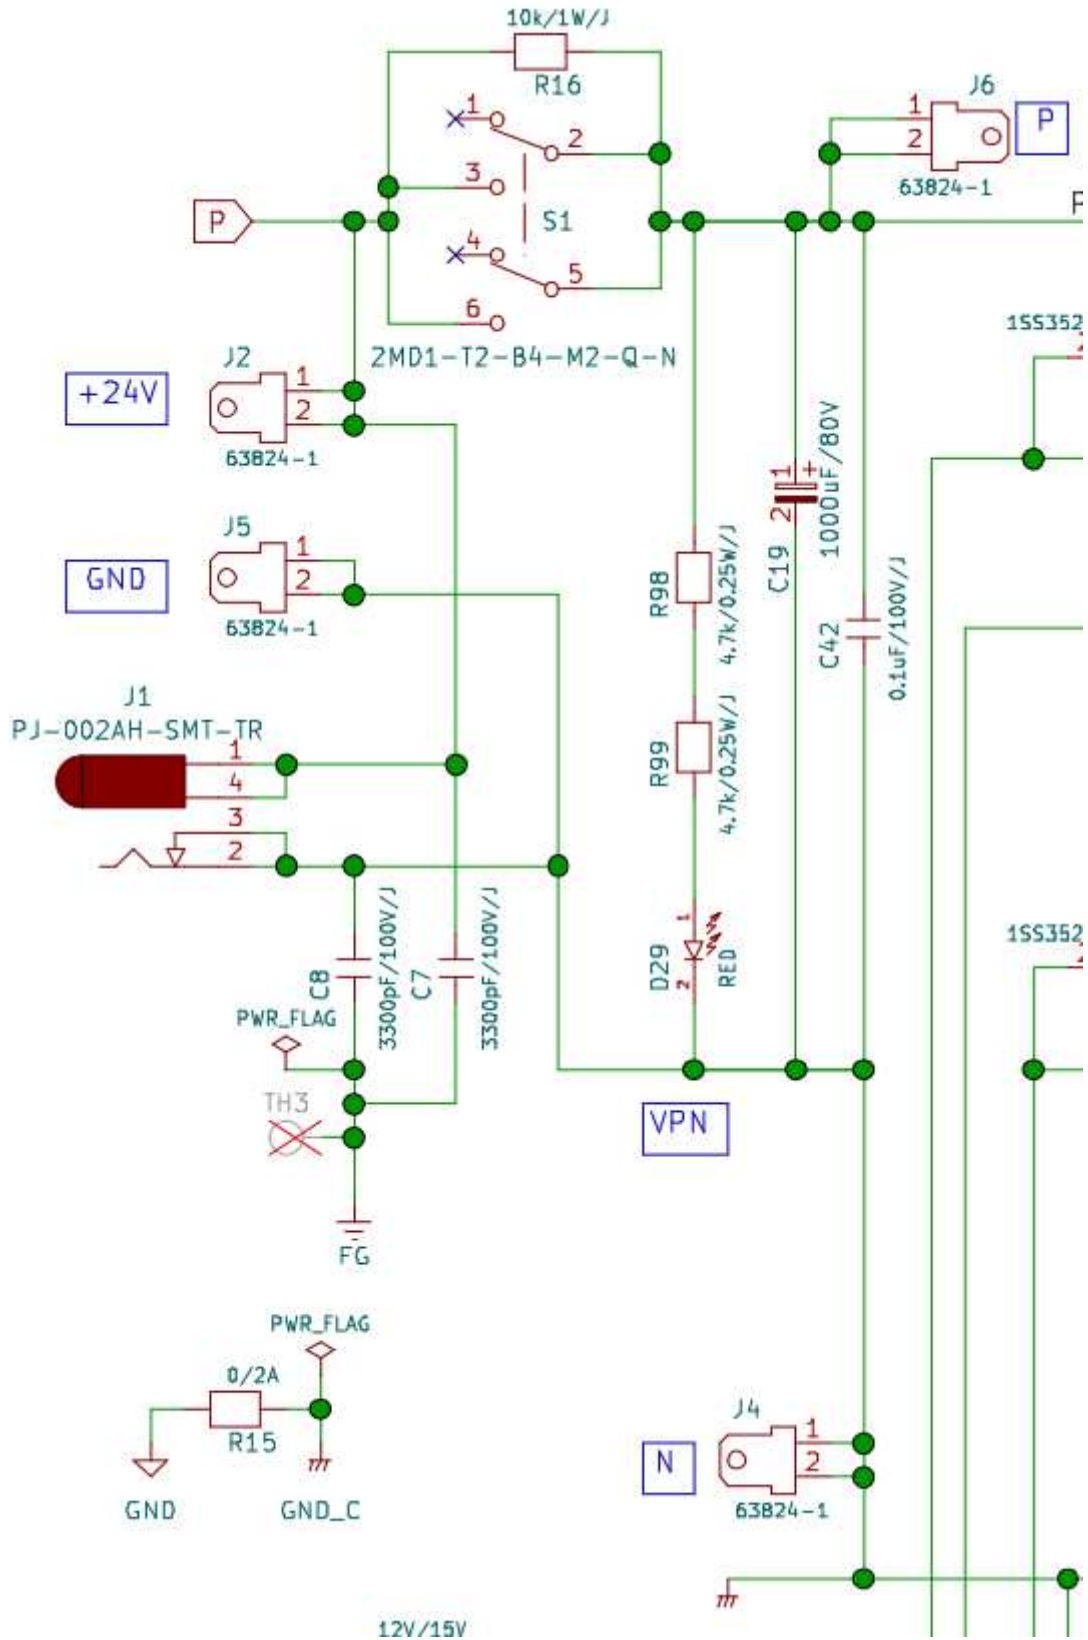 10k/1W/J
R16
J6
1
2
P
63824-1
1
2
3
P
S1
P
4
5
6
2MD1-T2-B4-M2-Q-N
1SS352
2
J2
+24V
1
2
63824-1
1
+
2
C19
1000uF/80V
J5
GND
1
2
63824-1
R98
4.7k/0.25W/J
C42
0.1uF/100V/J
J1
PJ-002AH-SMT-TR
1
4
3
2
R99
4.7k/0.25W/J
C8
3300pF/100V/J
C7
3300pF/100V/J
D29
1
2
RED
1SS352
2
PWR_FLAG
TH3
VPN
FG
PWR_FLAG
0/2A
R15
GND
GND_C
J4
N
1
2
63824-1
12V/15V